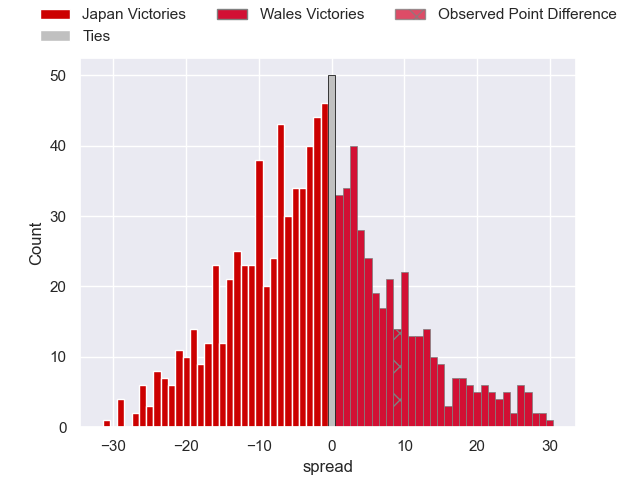 Japan Victories Wales Victories Observed Point Difference
Ties
50
40
30
20
10
0
Count
−30 −20 −10 0 10 20 30
spread